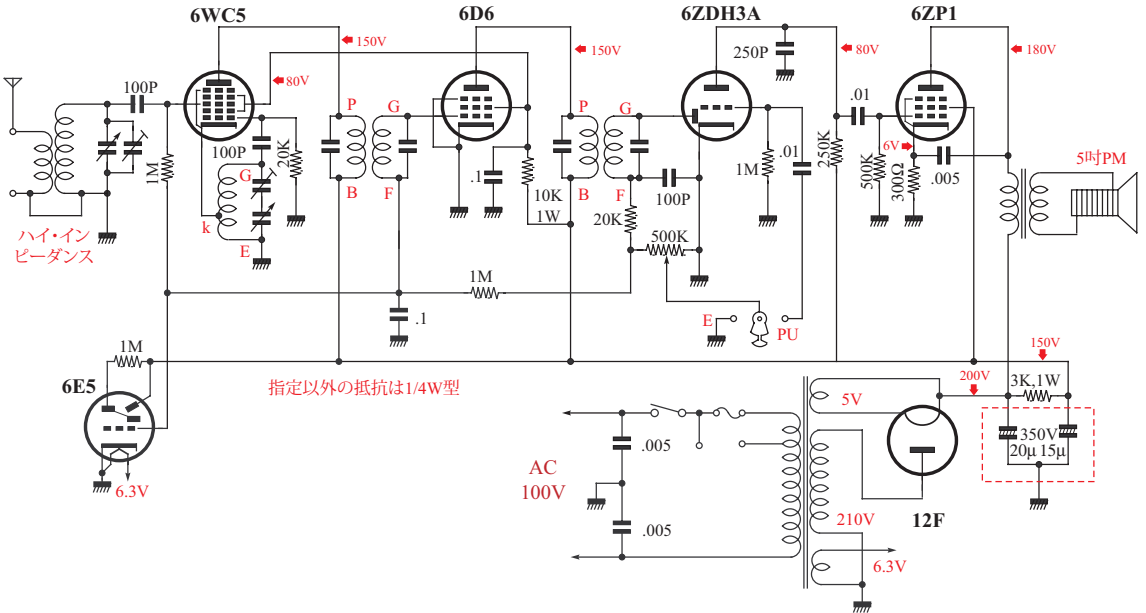 6WC5
6D6
6ZDH3A
6ZP1
150V
80V
150V
250P
80V
180V
100P
P
G
P
G
.01
1M
100P
20K
G
k
E
B
F
.1
10K
1W
B
F
20K
100P
500K
1M
.01
250K
500K
6V
300Ω
.005
5吋PM
ハイ・イン
ピーダンス
1M
.1
E
PU
1M
6E5
6.3V
指定以外の抵抗は1/4W型
150V
200V
3K,1W
350V
20μ 15μ
5V
AC
100V
.005
.005
210V
12F
6.3V